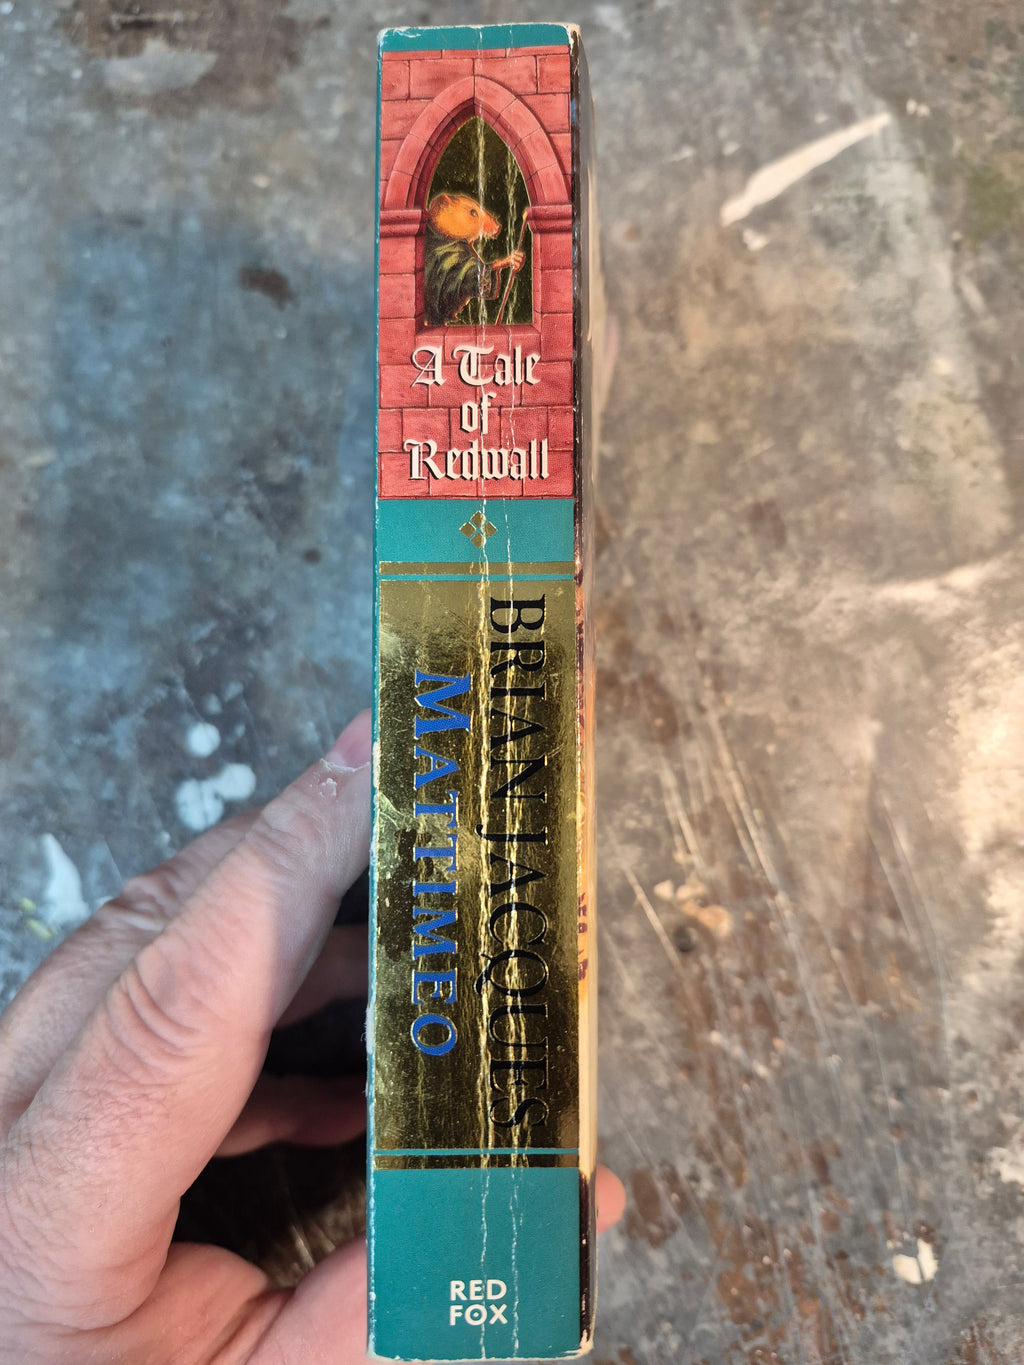 A Tale
of
Redwall
BRIAN JACQUES
MATTIMEO
RED
FOX